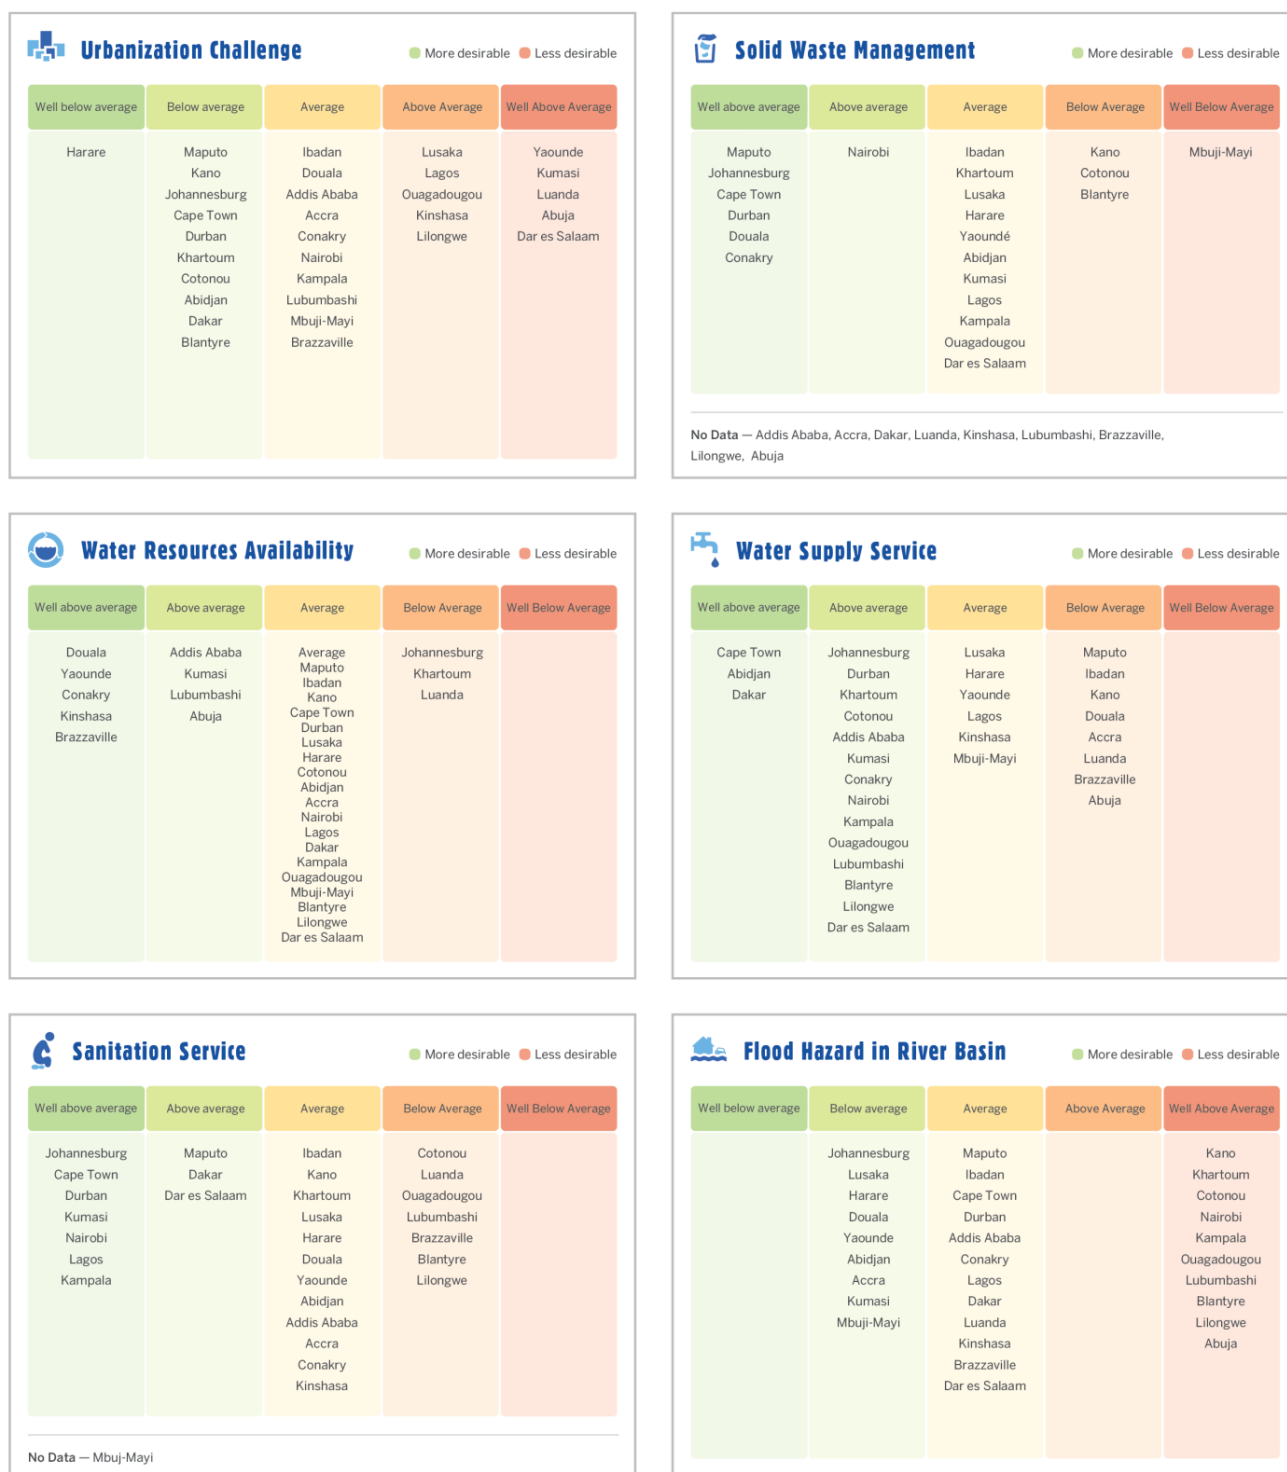 Urbanization Challenge
More desirable
Less desirable
Well below average
Below average
Average
Above Average
Well Above Average
Harare
Maputo
Kano
Johannesburg
Cape Town
Durban
Khartoum
Cotonou
Abidjan
Dakar
Blantyre
Ibadan
Douala
Addis Ababa
Accra
Conakry
Nairobi
Kampala
Lubumbashi
Mbuji-Mayi
Brazzaville
Lusaka
Lagos
Ouagadougou
Kinshasa
Lilongwe
Yaounde
Kumasi
Luanda
Abuja
Dar es Salaam
Solid Waste Management
More desirable
Less desirable
Well above average
Above average
Average
Below Average
Well Below Average
Maputo
Johannesburg
Cape Town
Durban
Douala
Conakry
Nairobi
Ibadan
Khartoum
Lusaka
Harare
Yaoundé
Abidjan
Kumasi
Lagos
Kampala
Ouagadougou
Dar es Salaam
Kano
Cotonou
Blantyre
Mbuji-Mayi
No Data — Addis Ababa, Accra, Dakar, Luanda, Kinshasa, Lubumbashi, Brazzaville,
Lilongwe, Abuja
Water Resources Availability
More desirable
Less desirable
Well above average
Above average
Average
Below Average
Well Below Average
Douala
Yaounde
Conakry
Kinshasa
Brazzaville
Addis Ababa
Kumasi
Lubumbashi
Abuja
Average
Maputo
Ibadan
Kano
Cape Town
Durban
Lusaka
Harare
Cotonou
Abidjan
Accra
Nairobi
Lagos
Dakar
Kampala
Ouagadougou
Mbuji-Mayi
Blantyre
Lilongwe
Dar es Salaam
Johannesburg
Khartoum
Luanda
Water Supply Service
More desirable
Less desirable
Well above average
Above average
Average
Below Average
Well Below Average
Cape Town
Abidjan
Dakar
Johannesburg
Durban
Khartoum
Cotonou
Addis Ababa
Kumasi
Conakry
Nairobi
Kampala
Ouagadougou
Lubumbashi
Blantyre
Lilongwe
Dar es Salaam
Lusaka
Harare
Yaounde
Lagos
Kinshasa
Mbuji-Mayi
Maputo
Ibadan
Kano
Douala
Accra
Luanda
Brazzaville
Abuja
Sanitation Service
More desirable
Less desirable
Well above average
Above average
Average
Below Average
Well Below Average
Johannesburg
Cape Town
Durban
Kumasi
Nairobi
Lagos
Kampala
Maputo
Dakar
Dar es Salaam
Ibadan
Kano
Khartoum
Lusaka
Harare
Douala
Yaounde
Abidjan
Addis Ababa
Accra
Conakry
Kinshasa
Cotonou
Luanda
Ouagadougou
Lubumbashi
Brazzaville
Blantyre
Lilongwe
No Data — Mbuj-Mayi
Flood Hazard in River Basin
More desirable
Less desirable
Well below average
Below average
Average
Above Average
Well Above Average
Johannesburg
Lusaka
Harare
Douala
Yaounde
Abidjan
Accra
Kumasi
Mbuji-Mayi
Maputo
Ibadan
Cape Town
Durban
Addis Ababa
Conakry
Lagos
Dakar
Luanda
Kinshasa
Brazzaville
Dar es Salaam
Kano
Khartoum
Cotonou
Nairobi
Kampala
Ouagadougou
Lubumbashi
Blantyre
Lilongwe
Abuja